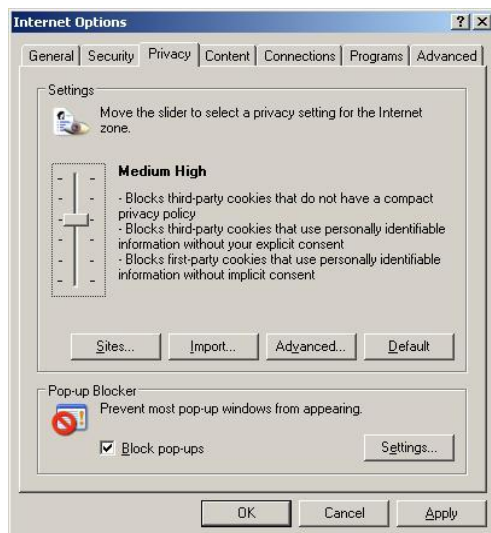 Internet Options
General Security Privacy Content Connections Programs Advanced
Settings
Move the slider to select a privacy setting for the Internet
zone.
Medium High
- Blocks third-party cookies that do not have a compact
privacy policy
- Blocks third-party cookies that use personally identifiable
information without your explicit consent
- Blocks first-party cookies that use personally identifiable
information without implicit consent
Sites... Import... Advanced... Default
Pop-up Blocker
Prevent most pop-up windows from appearing.
Block pop-ups Settings...
OK Cancel Apply